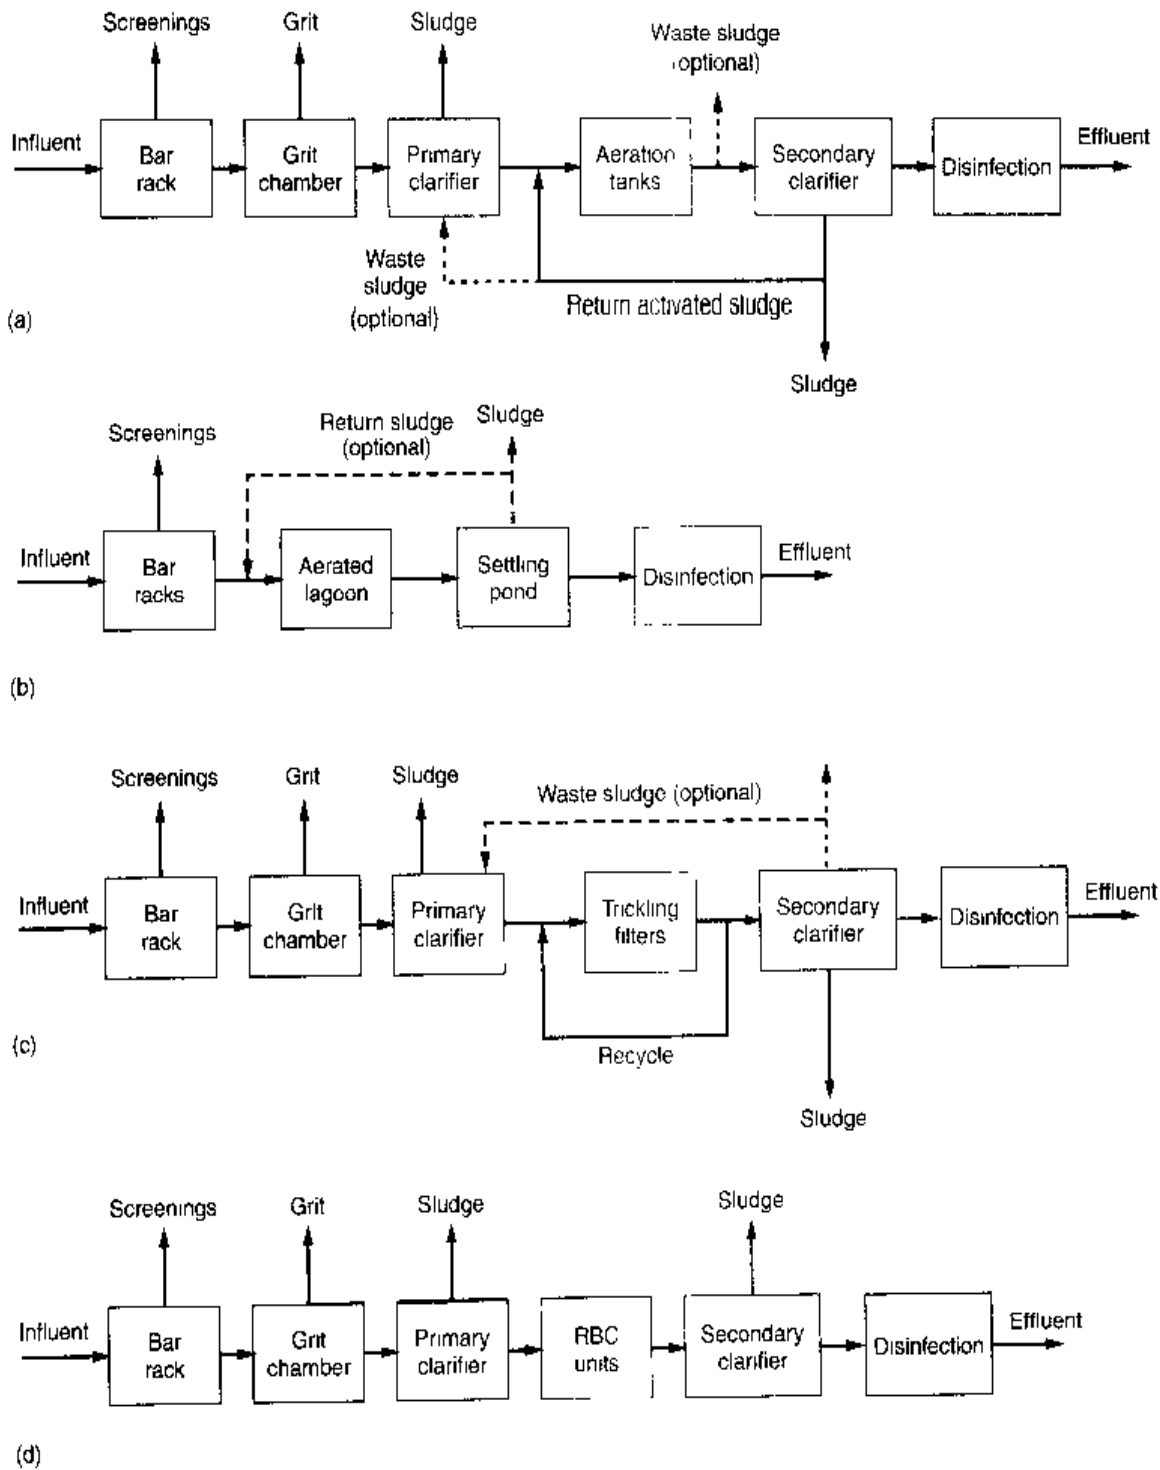 Screenings
Grit
Sludge
Waste sludge
(optional)
Influent
Bar
rack
Grit
chamber
Primary
clarifier
Aeration
tanks
Secondary
clarifier
Disinfection
Effluent
Waste
sludge
(optional)
Return activated sludge
Sludge
(a)
Screenings
Return sludge
(optional)
Sludge
Influent
Bar
racks
Aerated
lagoon
Settling
pond
Disinfection
Effluent
(b)
Screenings
Grit
Sludge
Waste sludge (optional)
Influent
Bar
rack
Grit
chamber
Primary
clarifier
Trickling
filters
Secondary
clarifier
Disinfection
Effluent
Recycle
Sludge
(c)
Screenings
Grit
Sludge
Sludge
Influent
Bar
rack
Grit
chamber
Primary
clarifier
RBC
units
Secondary
clarifier
Disinfection
Effluent
(d)